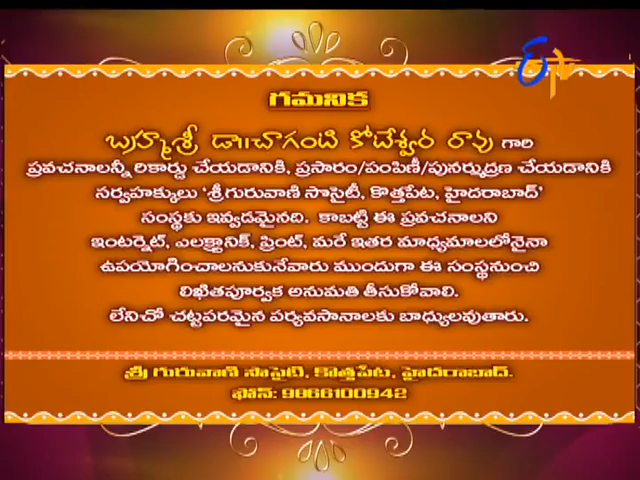 etv
గమనిక
బ్రహ్మశ్రీ డా॥చాగంటి కోటేశ్వర రావు గారి
ప్రవచనాలన్నీ రికార్డు చేయడానికి, ప్రసారం/పంపిణీ/పునర్ముద్రణ చేయడానికి
సర్వహక్కులు 'శ్రీగురువాణి సొసైటీ, కొత్తపేట, హైదరాబాద్'
సంస్థకు ఇవ్వడమైనది. కాబట్టి ఈ ప్రవచనాలని
ఇంటర్నెట్, ఎలక్ట్రానిక్, ప్రింట్, మరే ఇతర మాధ్యమాలలోనైనా
ఉపయోగించాలనుకునేవారు ముందుగా ఈ సంస్థనుంచి
లిఖితపూర్వక అనుమతి తీసుకోవాలి.
లేనిచో చట్టపరమైన పర్యవసానాలకు బాధ్యులవుతారు.
శ్రీ గురువాణి సొసైటి, కొత్తపేట, హైదరాబాద్.
ఫోన్: 9866100942